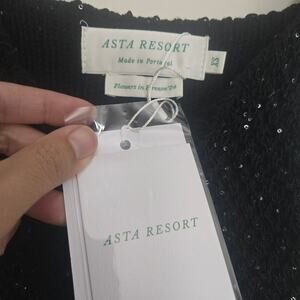 ASTA RESORT
Made in Portugal
XS
Flowers in
ASTA RESORT